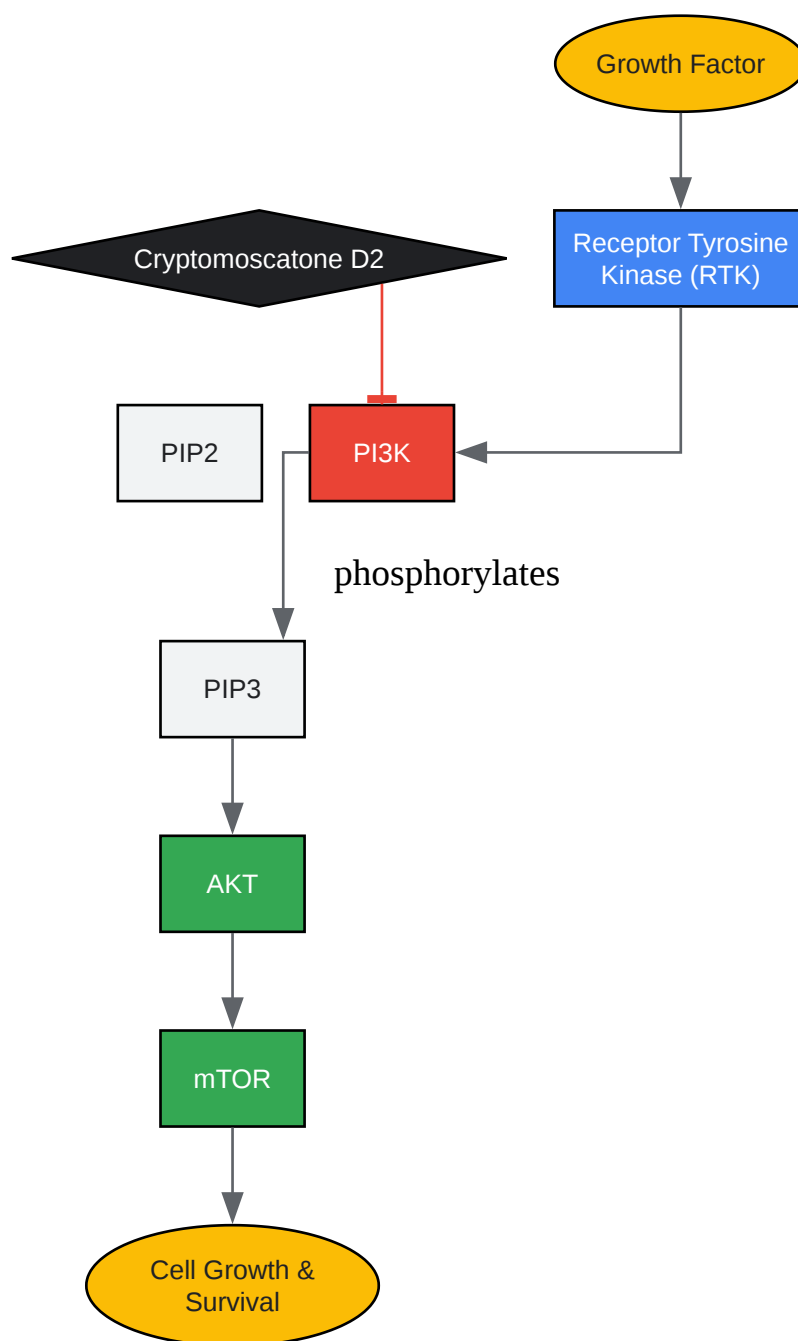 Growth Factor
Cryptomoscatone D2
Receptor Tyrosine
Kinase (RTK)
PIP2
PI3K
phosphorylates
PIP3
AKT
mTOR
Cell Growth &
Survival